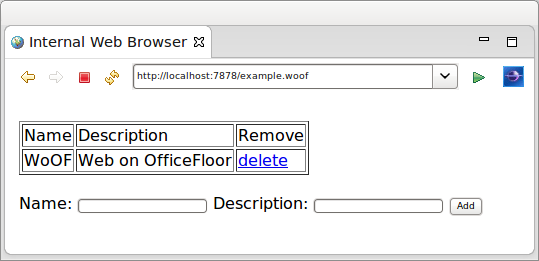 Internal Web Browser
http://localhost:7878/example.woof
Name Description Remove
WoOF Web on OfficeFloor delete
Name: Description: Add